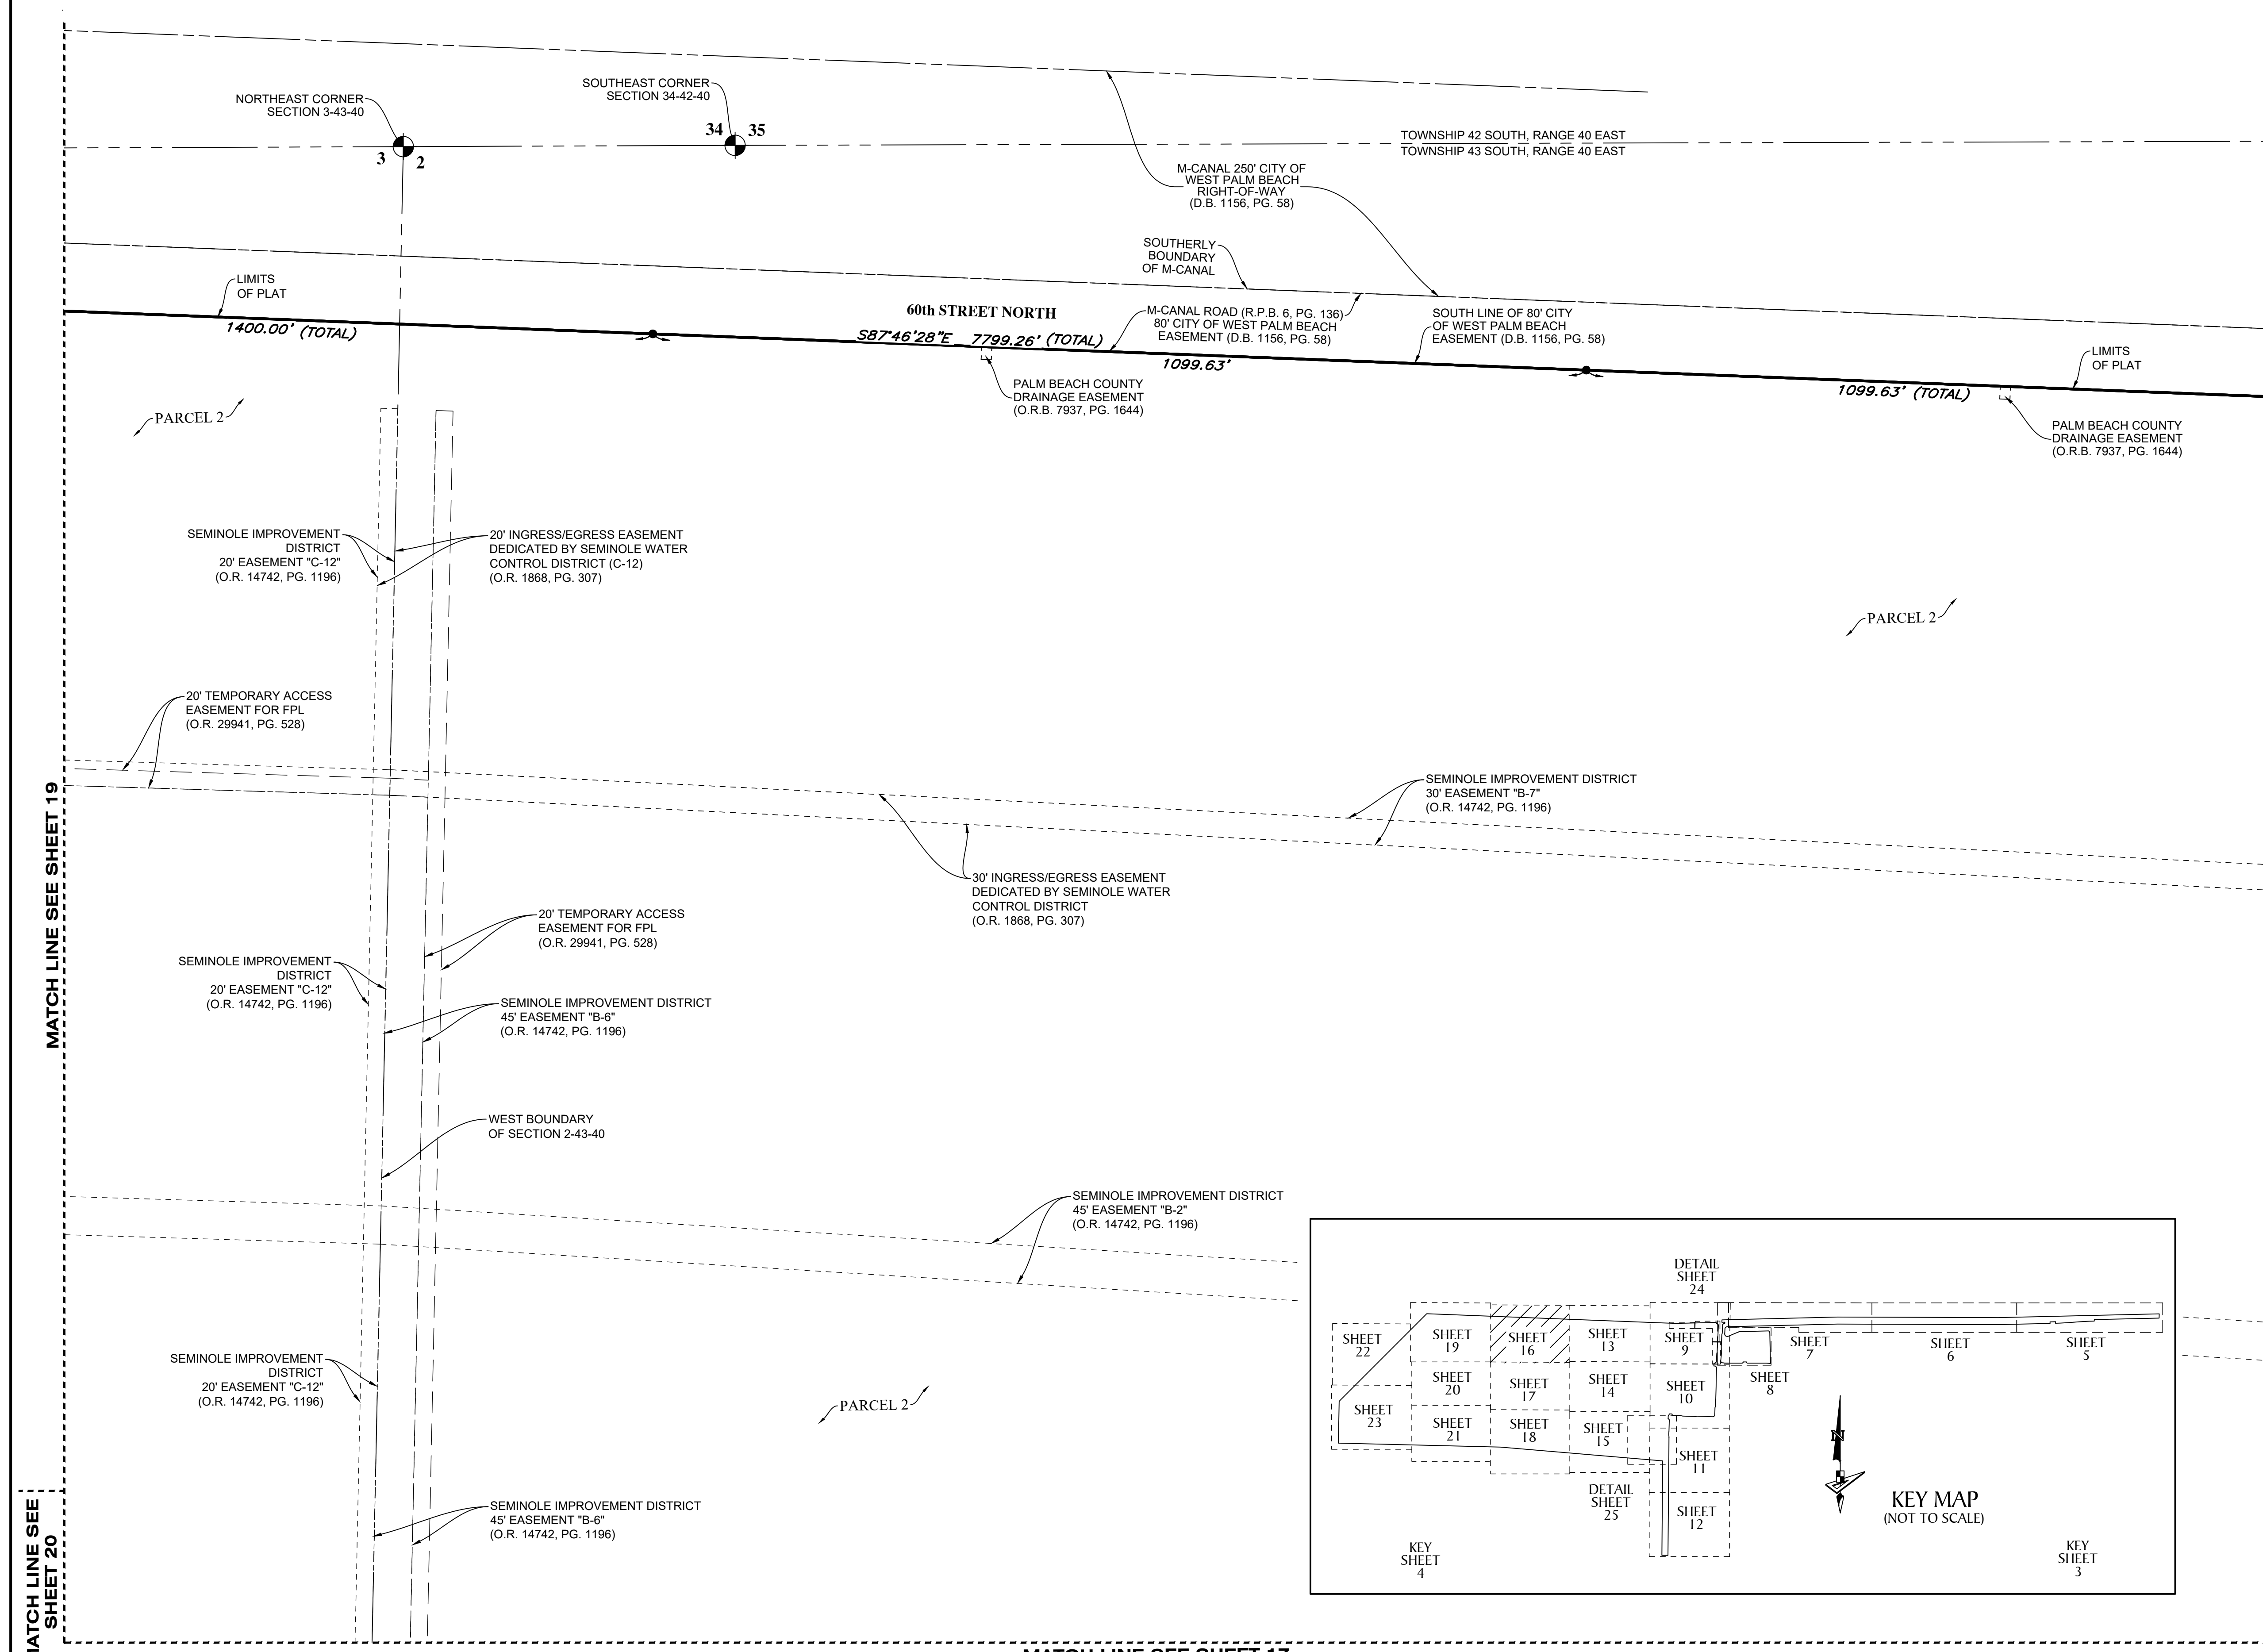 NORTHEAST CORNER
SECTION 3-43-40
SOUTHEAST CORNER
SECTION 34-42-40
34 35
3 2
TOWNSHIP 42 SOUTH, RANGE 40 EAST
TOWNSHIP 43 SOUTH, RANGE 40 EAST
M-CANAL 250' CITY OF
WEST PALM BEACH
RIGHT-OF-WAY
(D.B. 1156, PG. 58)
SOUTHERLY
BOUNDARY
OF M-CANAL
LIMITS
OF PLAT
1400.00' (TOTAL)
60th STREET NORTH
S87°46'28"E 7799.26' (TOTAL)
M-CANAL ROAD (R.P.B. 6, PG. 136)
80' CITY OF WEST PALM BEACH
EASEMENT (D.B. 1156, PG. 58)
1099.63'
SOUTH LINE OF 80' CITY
OF WEST PALM BEACH
EASEMENT (D.B. 1156, PG. 58)
LIMITS
OF PLAT
1099.63' (TOTAL)
PALM BEACH COUNTY
DRAINAGE EASEMENT
(O.R.B. 7937, PG. 1644)
PALM BEACH COUNTY
DRAINAGE EASEMENT
(O.R.B. 7937, PG. 1644)
PARCEL 2
SEMINOLE IMPROVEMENT
DISTRICT
20' EASEMENT "C-12"
(O.R. 14742, PG. 1196)
20' INGRESS/EGRESS EASEMENT
DEDICATED BY SEMINOLE WATER
CONTROL DISTRICT (C-12)
(O.R. 1868, PG. 307)
PARCEL 2
20' TEMPORARY ACCESS
EASEMENT FOR FPL
(O.R. 29941, PG. 528)
SEMINOLE IMPROVEMENT DISTRICT
30' EASEMENT "B-7"
(O.R. 14742, PG. 1196)
MATCH LINE SEE SHEET 19
30' INGRESS/EGRESS EASEMENT
DEDICATED BY SEMINOLE WATER
CONTROL DISTRICT
(O.R. 1868, PG. 307)
20' TEMPORARY ACCESS
EASEMENT FOR FPL
(O.R. 29941, PG. 528)
SEMINOLE IMPROVEMENT
DISTRICT
20' EASEMENT "C-12"
(O.R. 14742, PG. 1196)
SEMINOLE IMPROVEMENT DISTRICT
45' EASEMENT "B-6"
(O.R. 14742, PG. 1196)
WEST BOUNDARY
OF SECTION 2-43-40
SEMINOLE IMPROVEMENT DISTRICT
45' EASEMENT "B-2"
(O.R. 14742, PG. 1196)
SEMINOLE IMPROVEMENT
DISTRICT
20' EASEMENT "C-12"
(O.R. 14742, PG. 1196)
PARCEL 2
SEMINOLE IMPROVEMENT DISTRICT
45' EASEMENT "B-6"
(O.R. 14742, PG. 1196)
MATCH LINE SEE
SHEET 20
DETAIL
SHEET
24
SHEET
22
SHEET
19
SHEET
16
SHEET
13
SHEET
9
SHEET
7
SHEET
6
SHEET
5
SHEET
8
SHEET
20
SHEET
17
SHEET
14
SHEET
10
SHEET
23
SHEET
21
SHEET
18
SHEET
15
SHEET
11
DETAIL
SHEET
25
SHEET
12
N
KEY MAP
(NOT TO SCALE)
KEY
SHEET
4
KEY
SHEET
3
MATCH LINE SEE SHEET 17